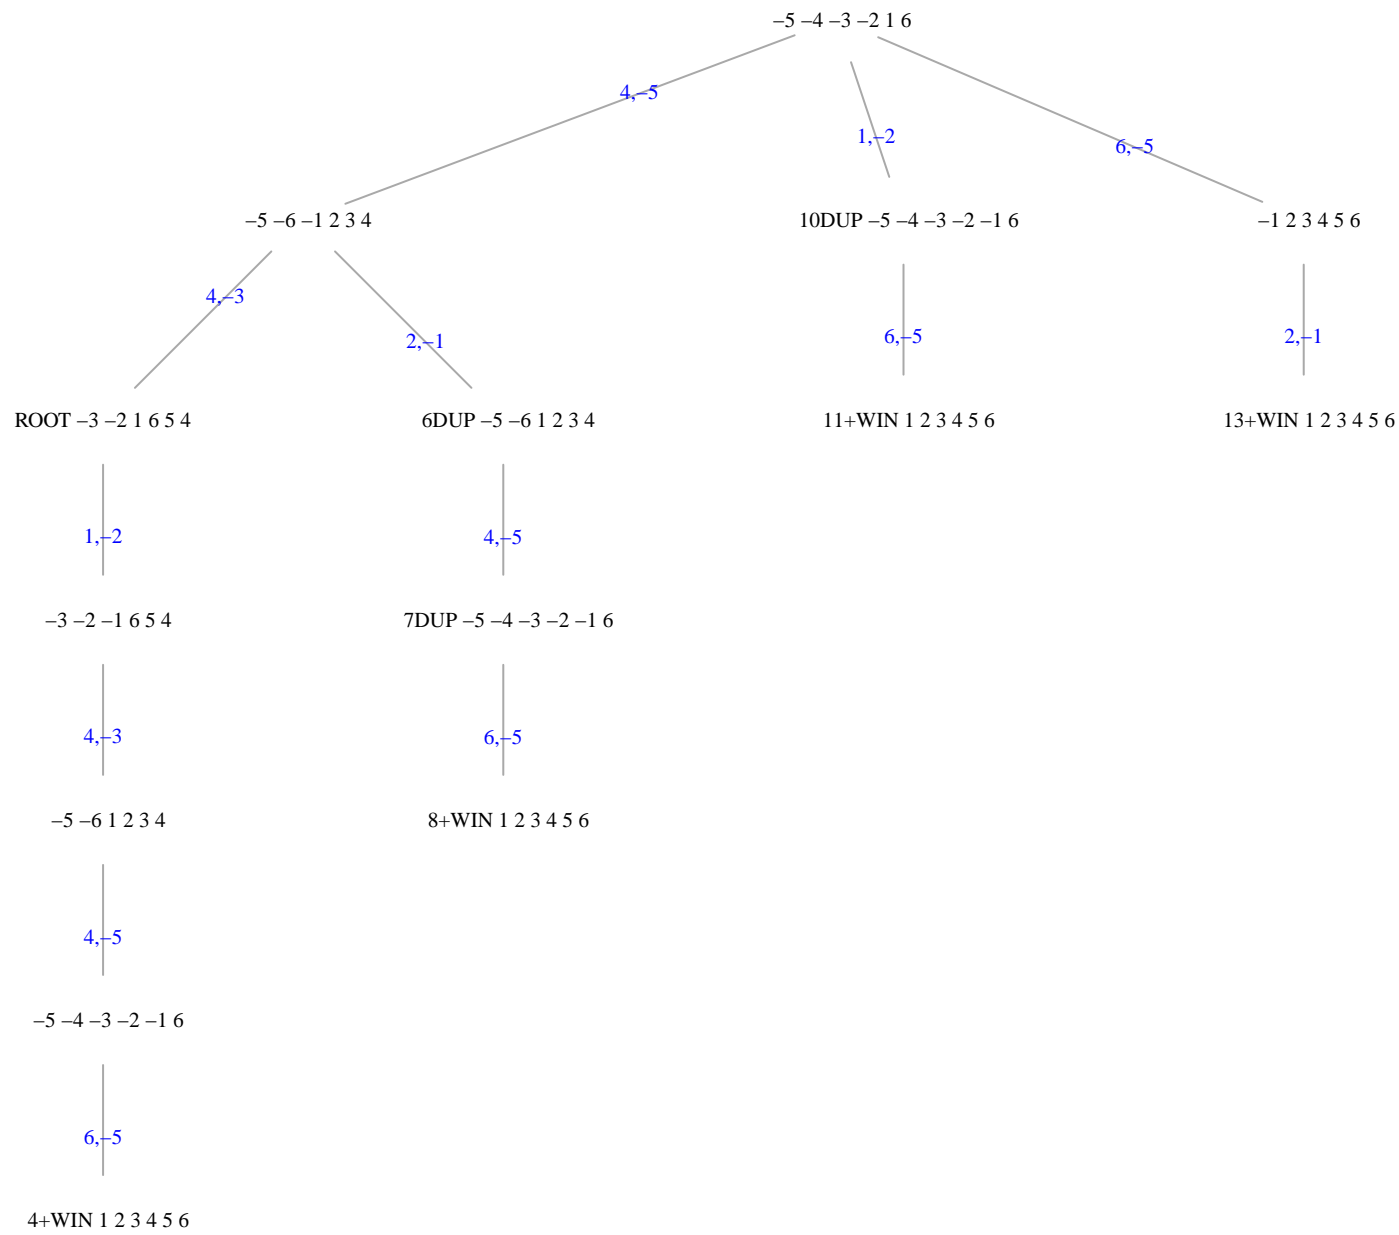 –5 –4 –3 –2 1 6
4,–5
1,–2
6,–5
–5 –6 –1 2 3 4
10DUP –5 –4 –3 –2 –1 6
–1 2 3 4 5 6
4,–3
2,–1
6,–5
2,–1
ROOT –3 –2 1 6 5 4
6DUP –5 –6 1 2 3 4
11+WIN 1 2 3 4 5 6
13+WIN 1 2 3 4 5 6
1,–2
4,–5
–3 –2 –1 6 5 4
7DUP –5 –4 –3 –2 –1 6
4,–3
6,–5
–5 –6 1 2 3 4
8+WIN 1 2 3 4 5 6
4,–5
–5 –4 –3 –2 –1 6
6,–5
4+WIN 1 2 3 4 5 6